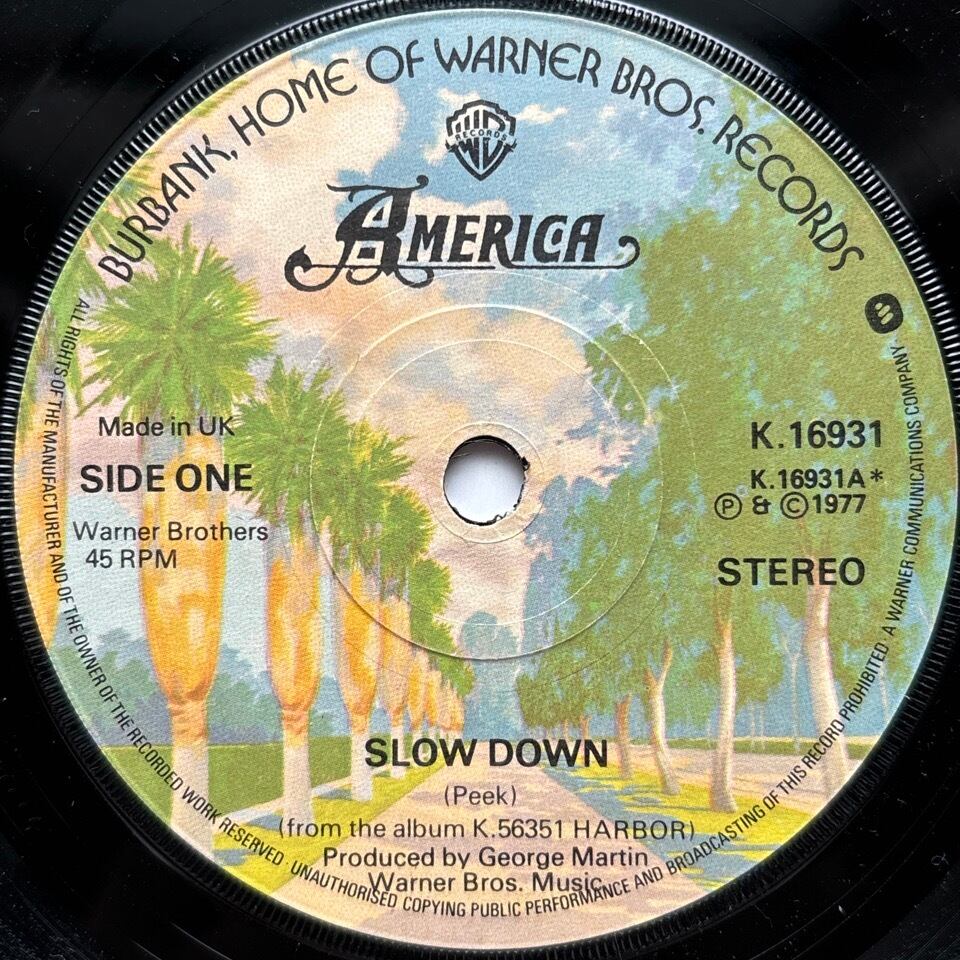 BURBANK, HOME OF WARNER BROS. RECORDS
RECORDS
AMERICA
Made in UK
SIDE ONE
Warner Brothers
45 RPM
K.16931
K.16931A*
Ⓟ & ©1977
STEREO
SLOW DOWN
(Peek)
(from the album K.56351 HARBOR)
Produced by George Martin
Warner Bros. Music
ALL RIGHTS OF THE MANUFACTURER AND OF THE OWNER OF THE RECORDED WORK RESERVED · UNAUTHORISED COPYING PUBLIC PERFORMANCE AND BROADCASTING OF THIS RECORD PROHIBITED · A WARNER COMMUNICATIONS COMPANY.